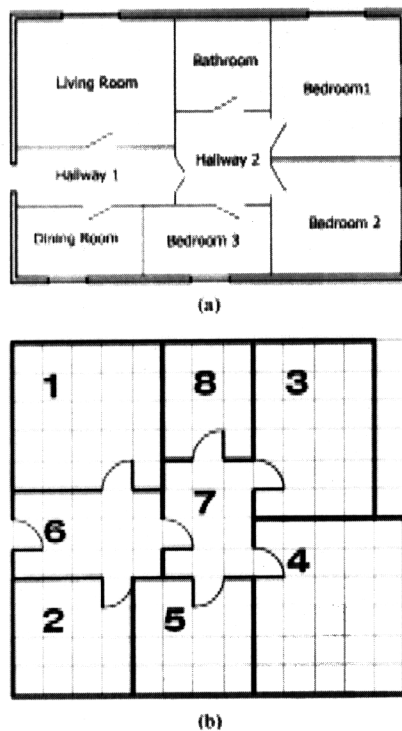 Living Room
Bathroom
Bedroom1
Hallway 1
Hallway 2
Dining Room
Bedroom 3
Bedroom 2
(a)
1
8
3
6
7
4
2
5
(b)